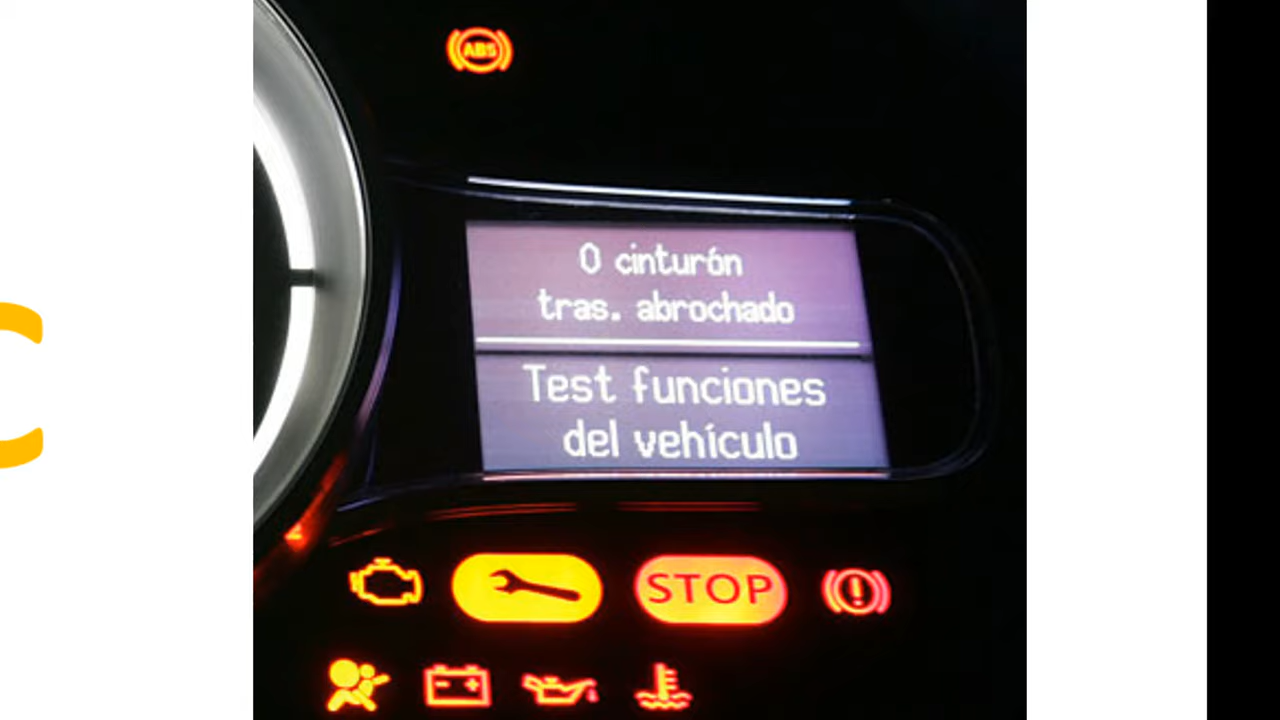 ABS
0 cinturón
tras. abrochado
Test funciones
del vehículo
STOP